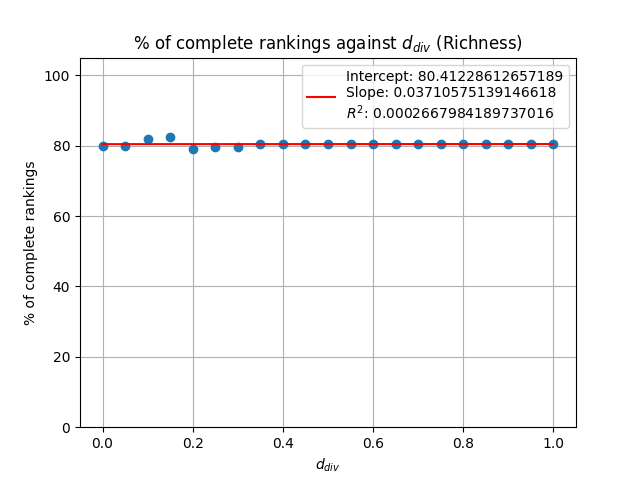 % of complete rankings against d_div (Richness)
Intercept: 80.41228612657189
Slope: 0.03710575139146618
R²: 0.0002667984189737016
% of complete rankings
100
80
60
40
20
0
0.0 0.2 0.4 0.6 0.8 1.0
d_div